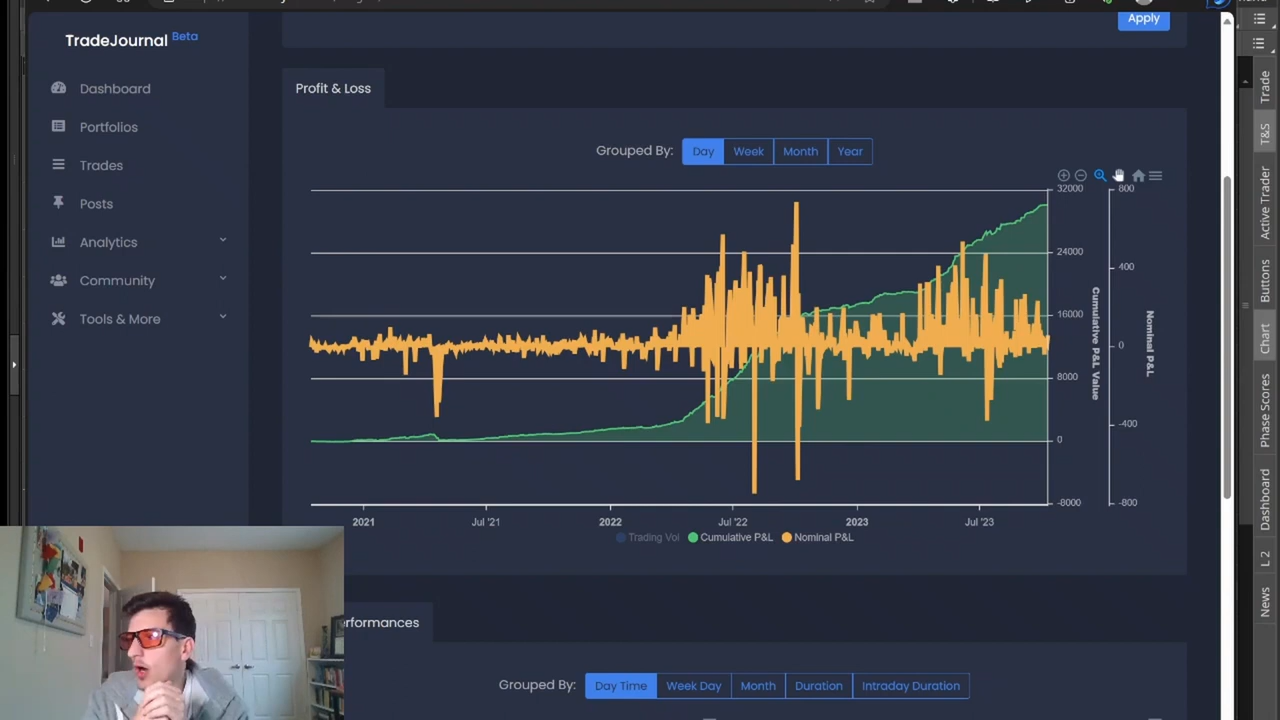 Apply
TradeJournal Beta
Dashboard
Portfolios
Trades
Posts
Analytics
Community
Tools & More
Profit & Loss
Grouped By: Day Week Month Year
32000
24000
16000
8000
0
-8000
Cumulative P&L Value
800
400
0
-400
-800
Nominal P&L
2021 Jul '21 2022 Jul '22 2023 Jul '23
Trading Vol Cumulative P&L Nominal P&L
erformances
Grouped By: Day Time Week Day Month Duration Intraday Duration
Trade
T&S
Active Trader
Buttons
Chart
Phase Scores
Dashboard
L 2
News